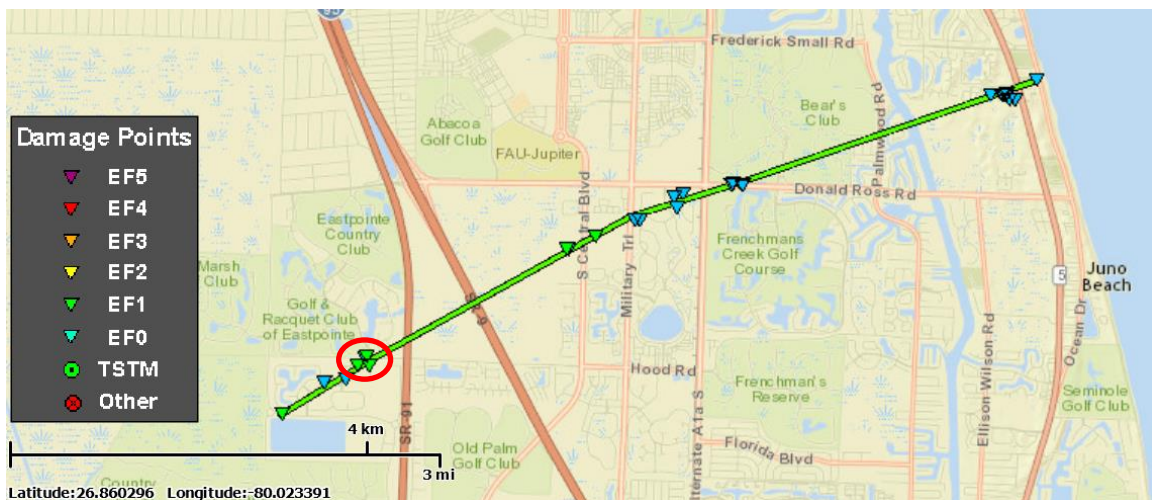 95
Frederick Small Rd
Bear's
Club
Palmwood Rd
Abacoa
Golf Club
FAU-Jupiter
Donald Ross Rd
S Central Blvd
Military Trl
Eastpointe
Country
Club
Marsh
Club
Golf &
Racquet Club
of Eastpointe
Frenchmans
Creek Golf
Course
5
Juno
Beach
Ocean Dr
Ellison Wilson Rd
Hood Rd
Frenchman's
Reserve
Seminole
Golf Club
SR-91
Old Palm
Golf Club
Florida Blvd
Alternate A1a S
Country
Damage Points
EF5
EF4
EF3
EF2
EF1
EF0
TSTM
Other
4 km
3 mi
Latitude:26.860296 Longitude:-80.023391